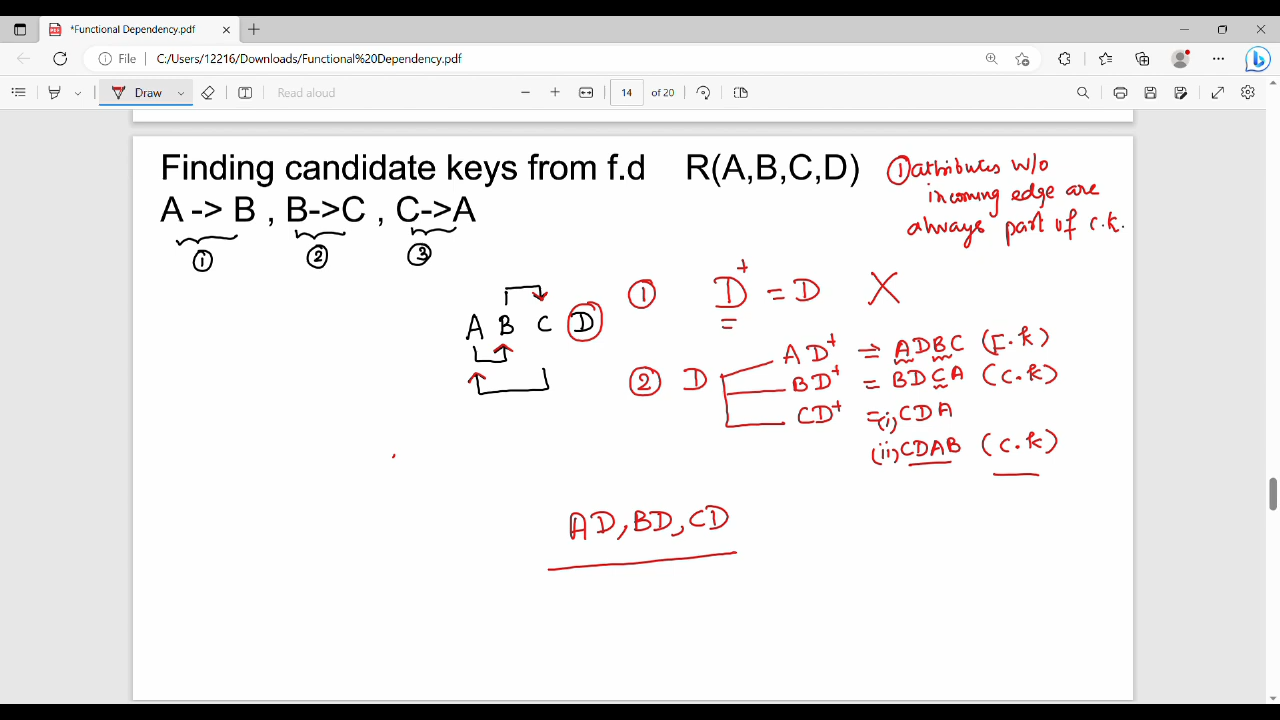 *Functional Dependency.pdf
File C:/Users/12216/Downloads/Functional%20Dependency.pdf
Draw Read aloud 14 of 20
Finding candidate keys from f.d R(A,B,C,D)
A -> B , B->C , C->A
① ② ③
① attributes w/o
incoming edge are
always part of c.k.
A B C D
① D+ = D X
② D
AD+ => ADBC (c.k)
BD+ = BDCA (c.k)
CD+ =(i) CDA
(ii) CDAB (c.k)
AD, BD, CD